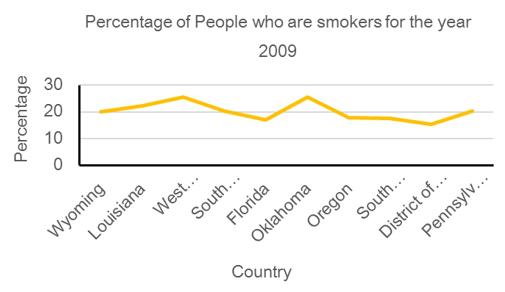 Percentage of People who are smokers for the year
2009
Percentage
30
20
10
0
Wyoming
Louisiana
West...
South...
Florida
Oklahoma
Oregon
South...
District of...
Pennsylv...
Country